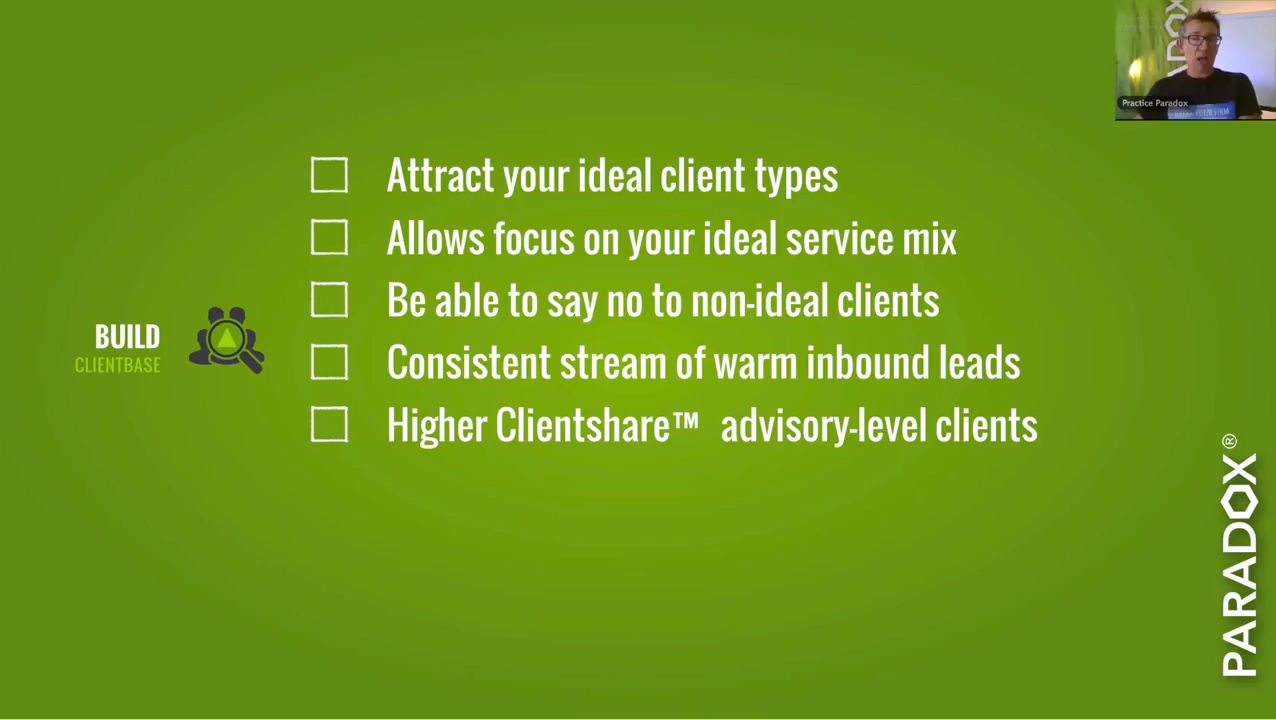 Attract your ideal client types
Allows focus on your ideal service mix
Be able to say no to non-ideal clients
Consistent stream of warm inbound leads
Higher Clientshare™ advisory-level clients
BUILD
CLIENTBASE
Practice Paradox
PARADOX®